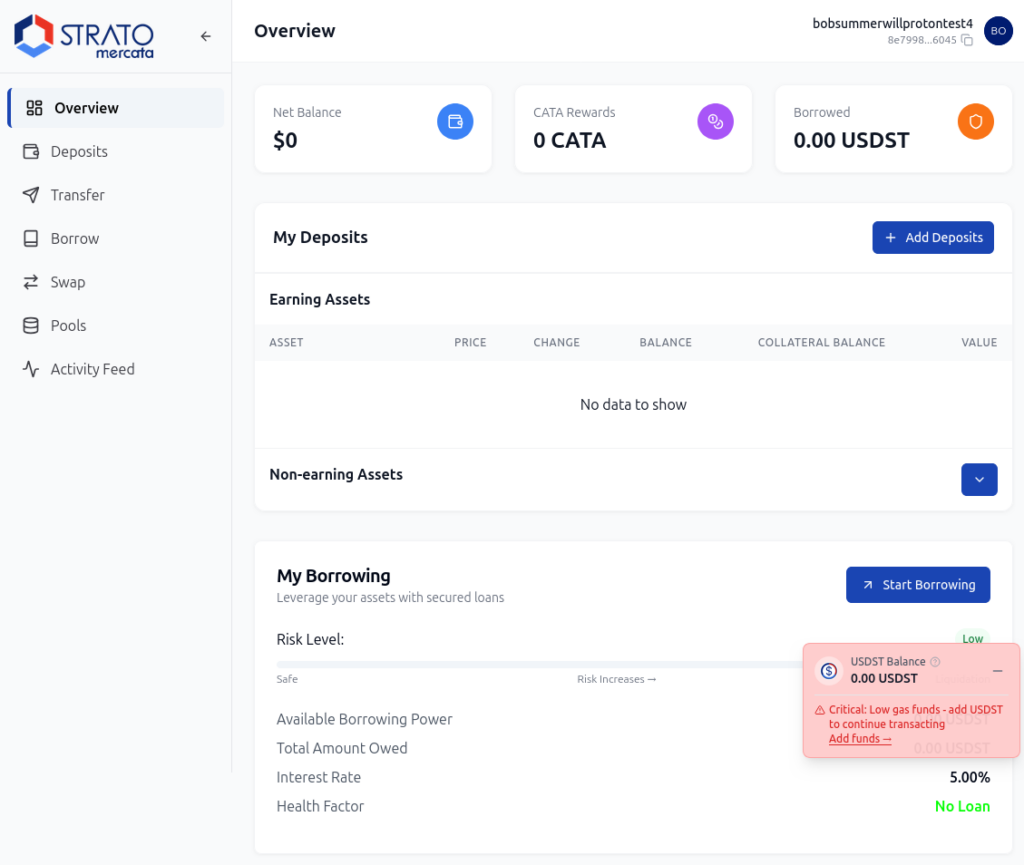 STRATO
mercata
Overview
bobsummerwillprotontest4
8e7998...6045
BO
Overview
Deposits
Transfer
Borrow
Swap
Pools
Activity Feed
Net Balance
$0
CATA Rewards
0 CATA
Borrowed
0.00 USDST
My Deposits
Add Deposits
Earning Assets
ASSET PRICE CHANGE BALANCE COLLATERAL BALANCE VALUE
No data to show
Non-earning Assets
My Borrowing
Leverage your assets with secured loans
Start Borrowing
Risk Level:
Low
Safe
Risk Increases →
USDST Balance
0.00 USDST
Critical: Low gas funds - add USDST
to continue transacting
Add funds →
Available Borrowing Power
Total Amount Owed
0.00 USDST
Interest Rate
5.00%
Health Factor
No Loan